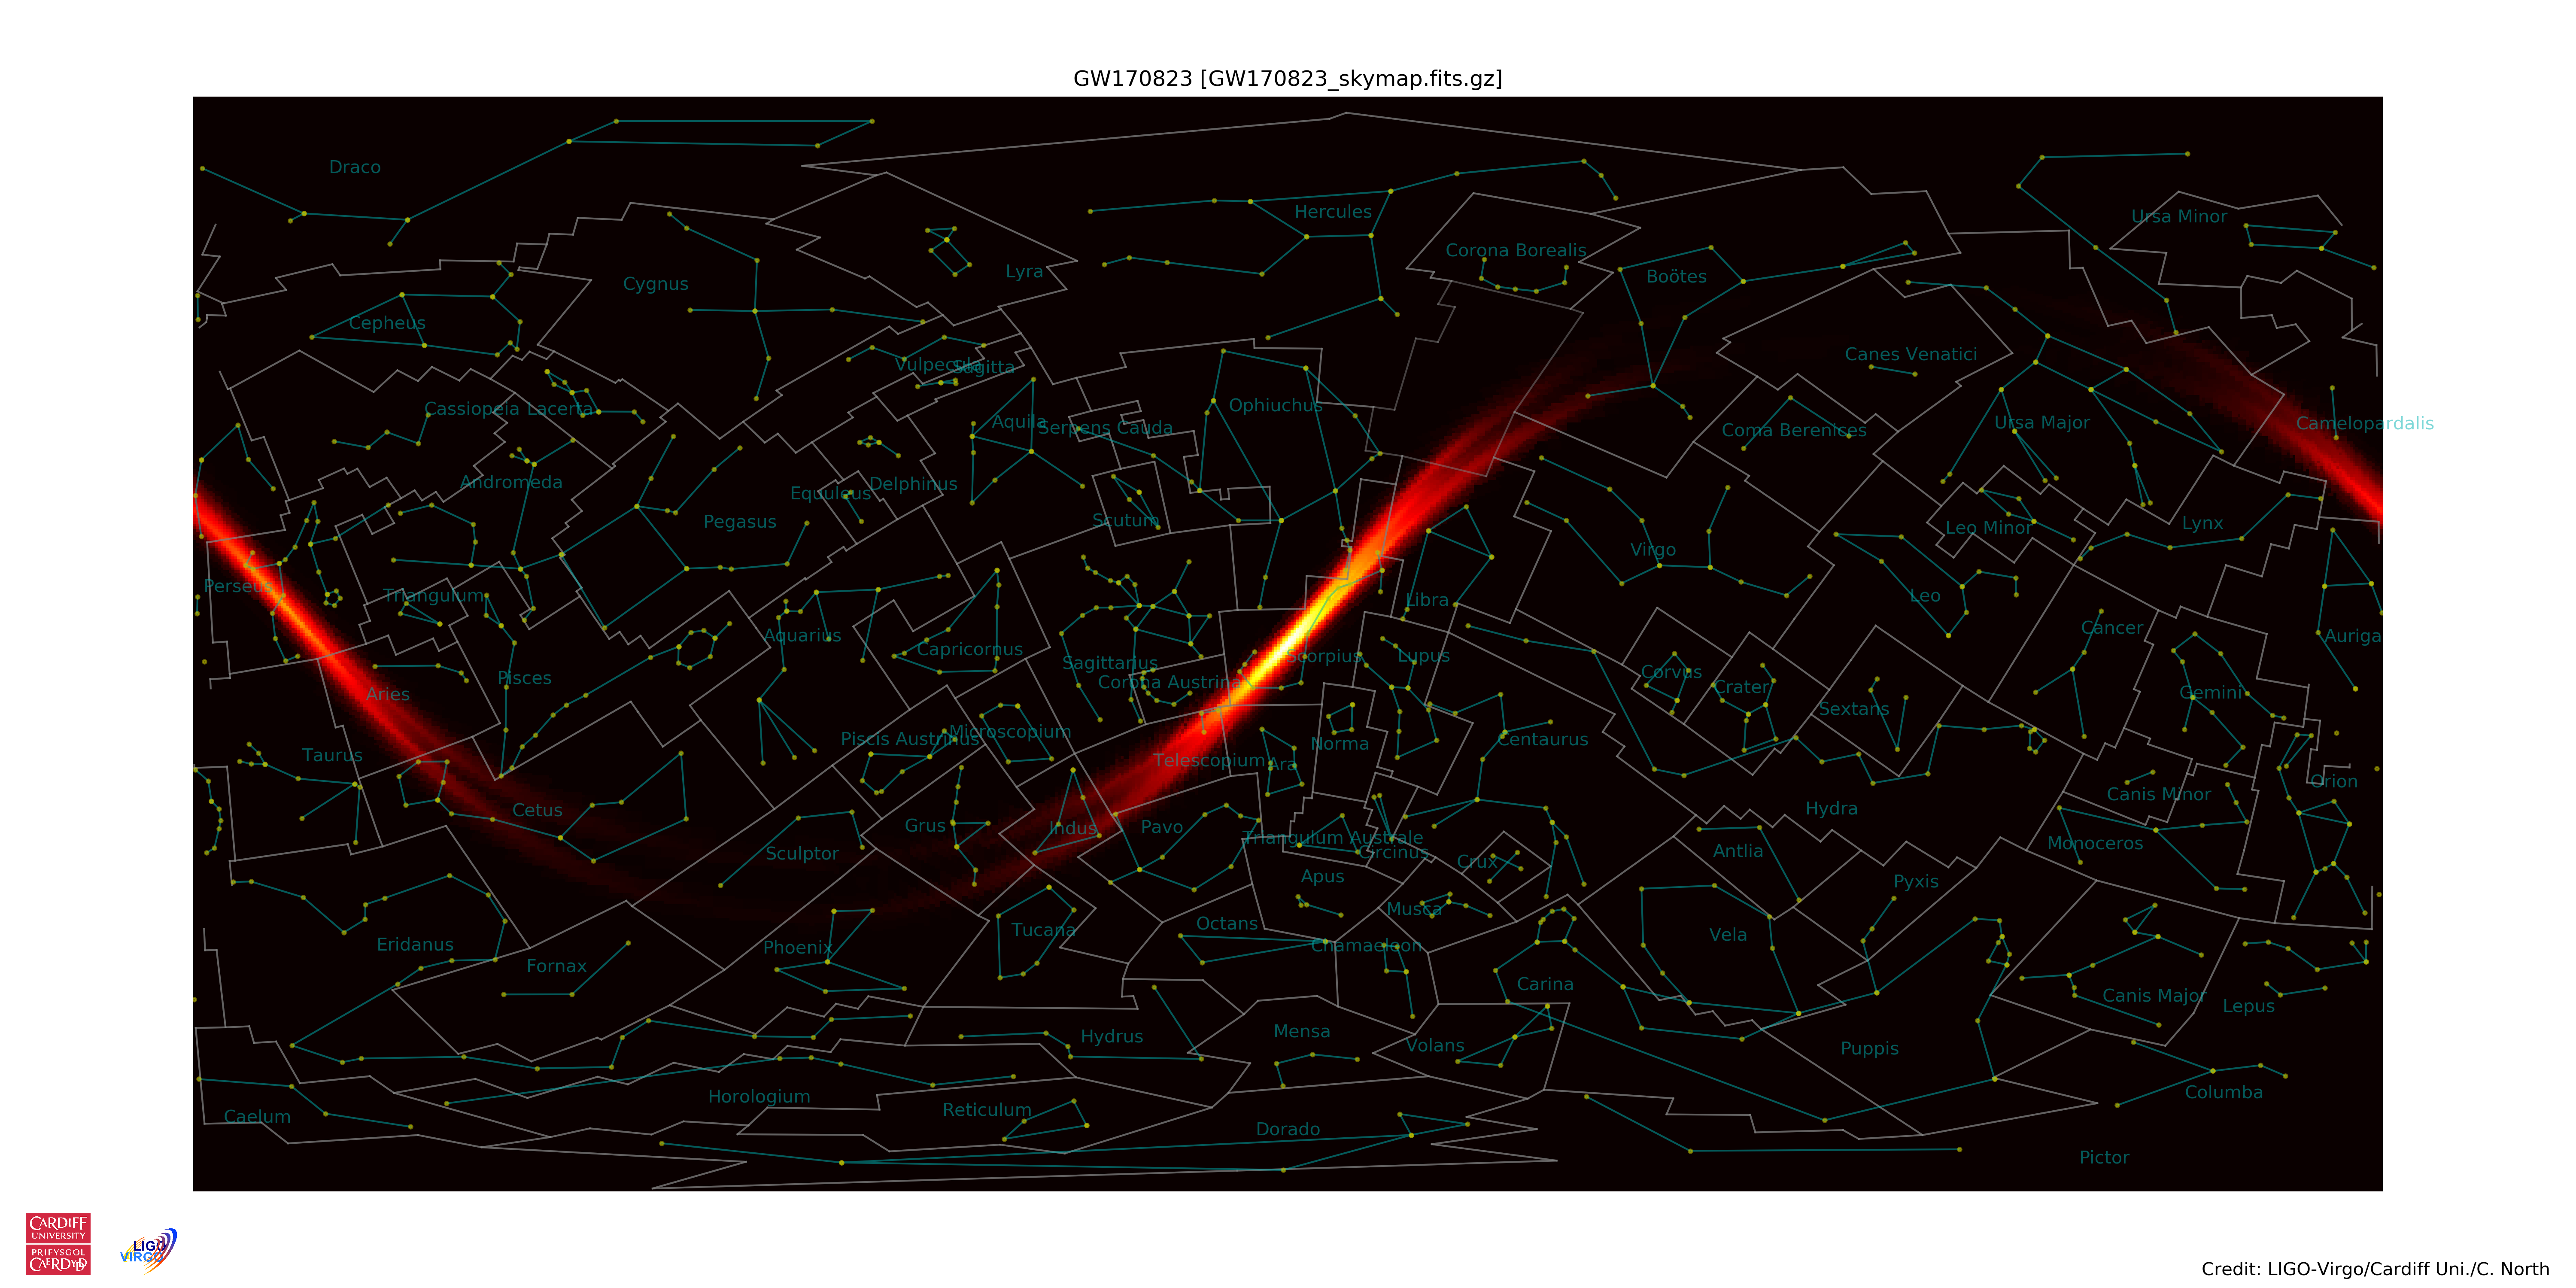 GW170823 [GW170823_skymap.fits.gz]
Draco
Hercules
Ursa Minor
Corona Borealis
Lyra
Boötes
Cygnus
Cepheus
Canes Venatici
Vulpecula
Sagitta
Ophiuchus
Cassiopeia
Lacerta
Aquila
Serpens Cauda
Coma Berenices
Ursa Major
Camelopardalis
Andromeda
Equuleus
Delphinus
Pegasus
Scutum
Leo Minor
Lynx
Virgo
Perseus
Triangulum
Libra
Leo
Aquarius
Cancer
Auriga
Capricornus
Sagittarius
Scorpius
Lupus
Pisces
Corona Austrina
Corvus
Crater
Aries
Gemini
Sextans
Piscis Austrinus
Microscopium
Norma
Centaurus
Taurus
Telescopium
Ara
Orion
Canis Minor
Cetus
Hydra
Grus
Indus
Pavo
Triangulum Australe
Circinus
Monoceros
Sculptor
Crux
Antlia
Apus
Pyxis
Musca
Octans
Tucana
Vela
Eridanus
Phoenix
Chamaeleon
Fornax
Carina
Canis Major
Lepus
Hydrus
Mensa
Volans
Puppis
Horologium
Columba
Caelum
Reticulum
Dorado
Pictor
CARDIFF
UNIVERSITY
PRIFYSGOL
CAERDYDD
LIGO
VIRGO
Credit: LIGO-Virgo/Cardiff Uni./C. North